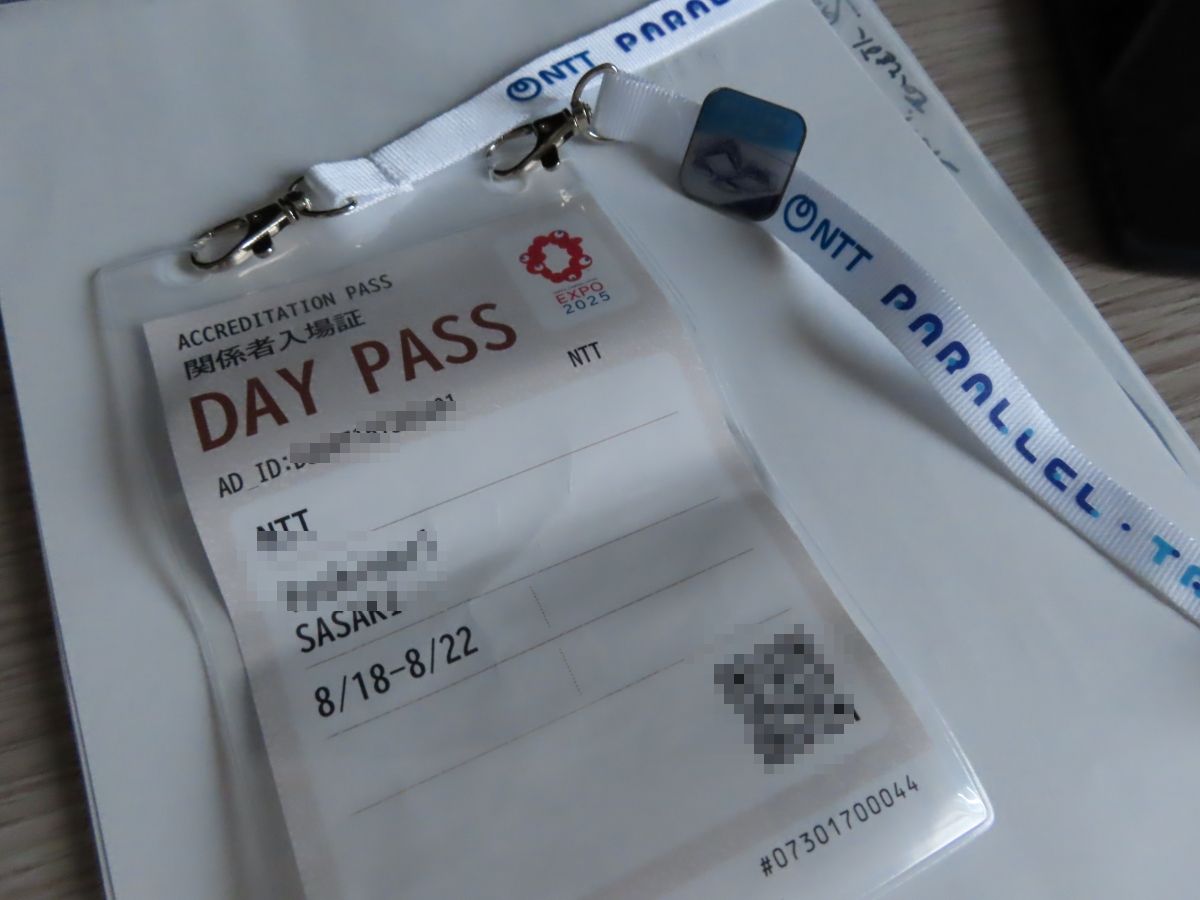 NTT PARAL
NTT PARALLEL
EXPO
2025
ACCREDITATION PASS
関係者入場証
DAY PASS
NTT
AD_ID:
NTT
SASAKI
8/18-8/22
#07301700044